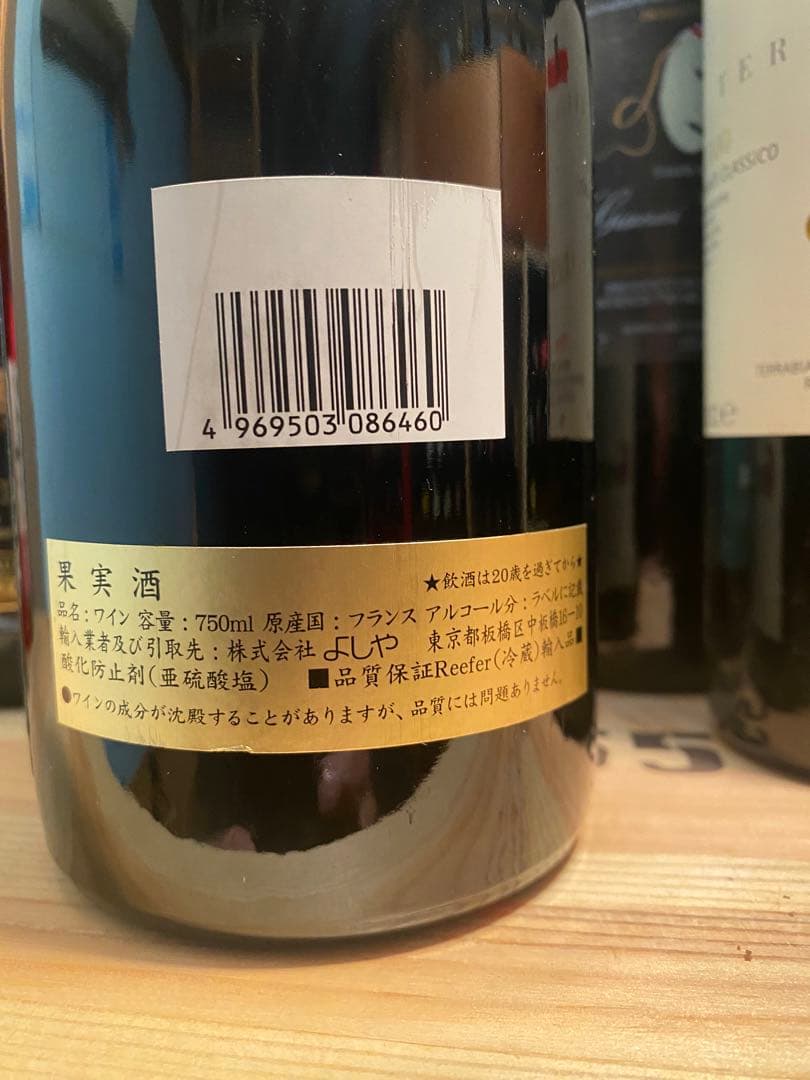 4 969503 086460
果実酒 ★飲酒は20歳を過ぎてから★
品名：ワイン 容量：750ml 原産国：フランス アルコール分：ラベルに記載
輸入業者及び引取先：株式会社 よしや 東京都板橋区中板橋16-10
酸化防止剤(亜硫酸塩) ■品質保証Reefer(冷蔵)輸入品■
●ワインの成分が沈殿することがありますが、品質には問題ありません。
TER
CLASSICO